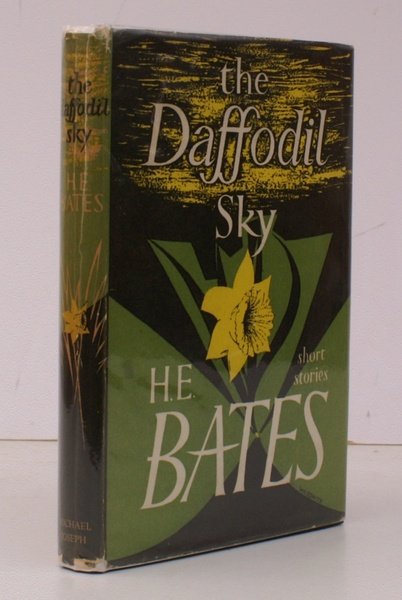 the
Daffodil
Sky
H.E.
BATES
MICHAEL
JOSEPH
the
Daffodil
Sky
short
stories
H.E.
BATES